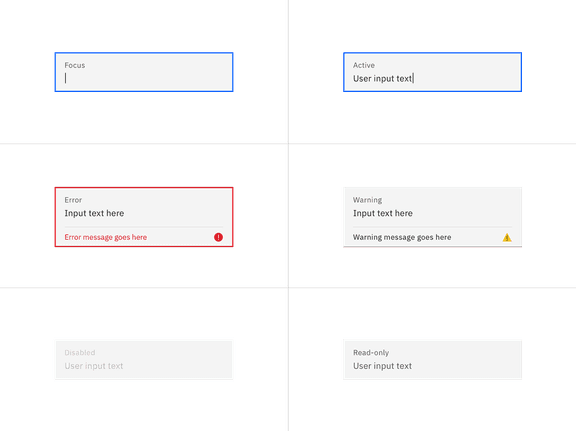 Focus
Active
User input text
Error
Input text here
Error message goes here
Warning
Input text here
Warning message goes here
Disabled
User input text
Read-only
User input text